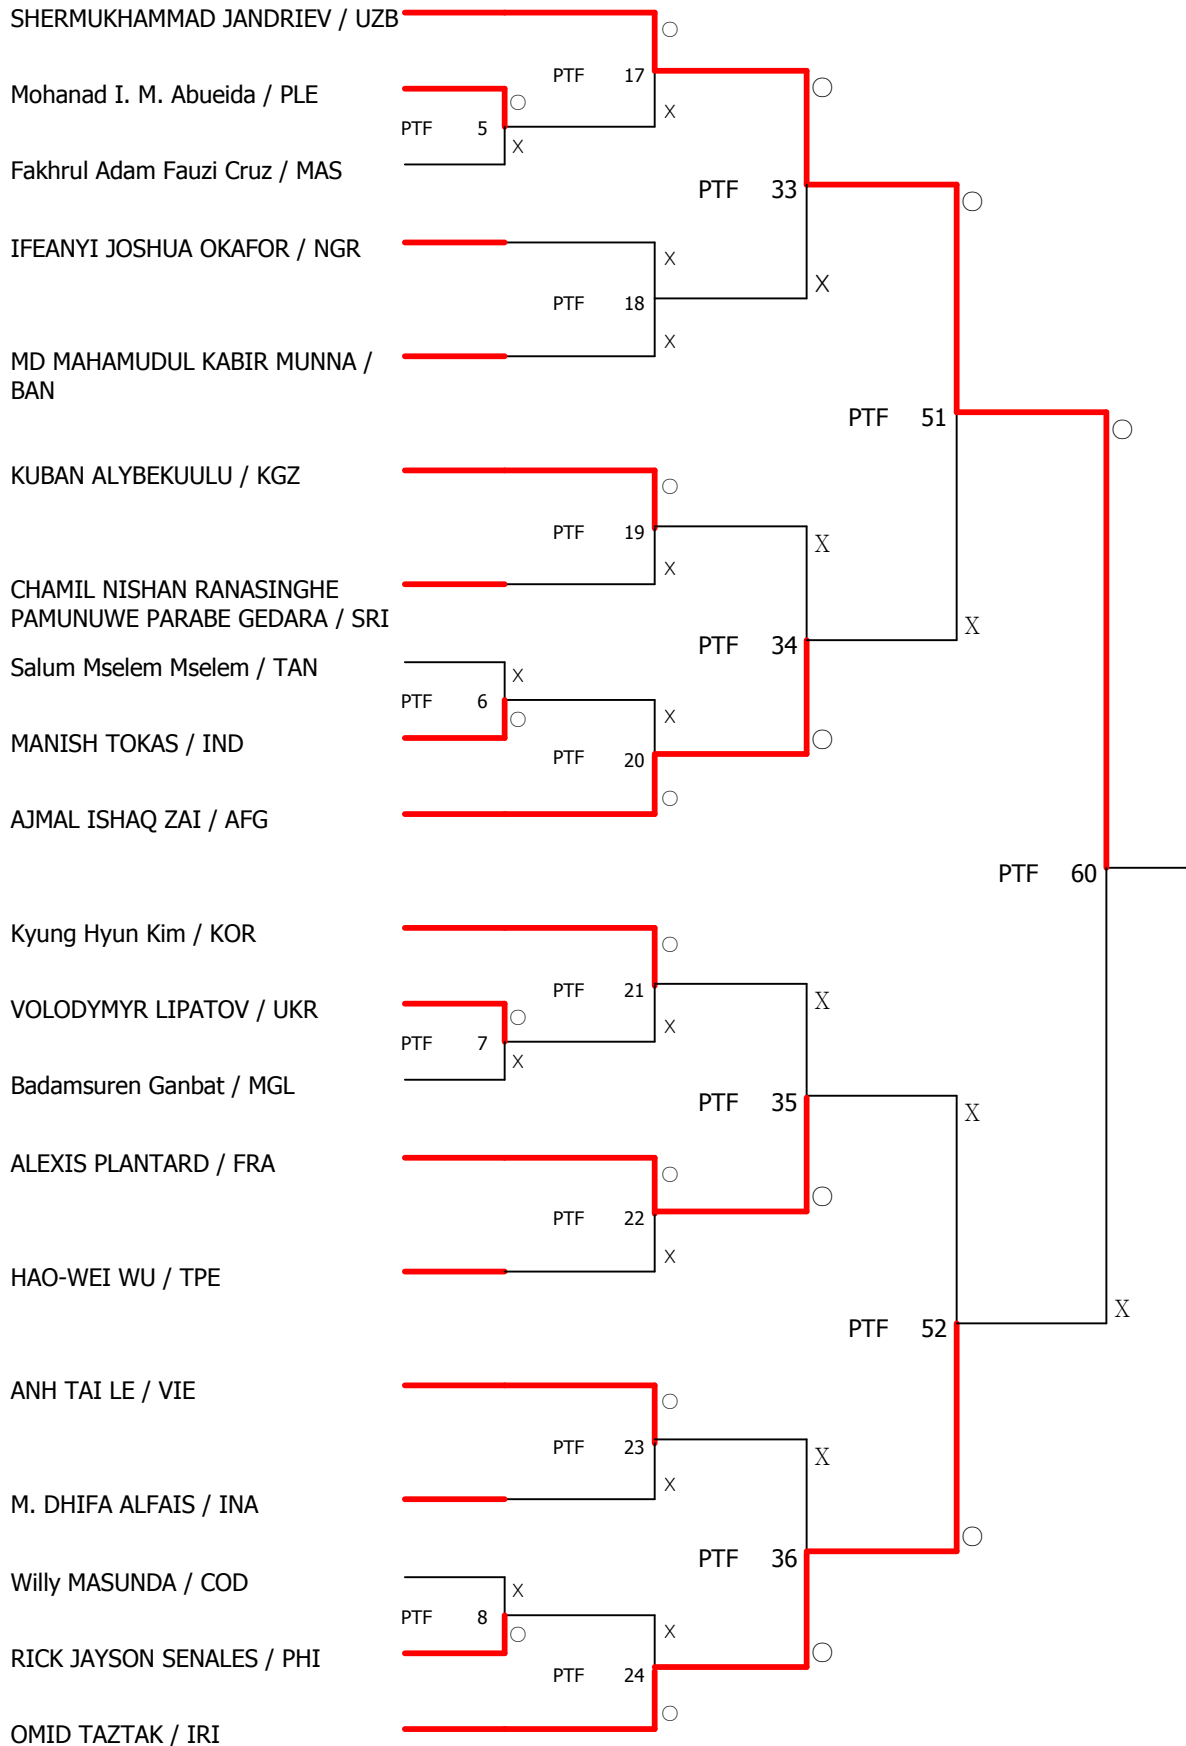 SHERMUKHAMMAD JANDRIEV / UZB
○
PTF 17
Mohanad I. M. Abueida / PLE
○
○
X
PTF 5
X
Fakhrul Adam Fauzi Cruz / MAS
PTF 33
○
IFEANYI JOSHUA OKAFOR / NGR
X
X
PTF 18
X
MD MAHAMUDUL KABIR MUNNA /
BAN
PTF 51
○
KUBAN ALYBEKUULU / KGZ
○
PTF 19
X
X
CHAMIL NISHAN RANASINGHE
PAMUNUWE PARABE GEDARA / SRI
X
PTF 34
Salum Mselem Mselem / TAN
X
PTF 6
X
○
MANISH TOKAS / IND
○
PTF 20
○
AJMAL ISHAQ ZAI / AFG
PTF 60
Kyung Hyun Kim / KOR
○
PTF 21
X
VOLODYMYR LIPATOV / UKR
○
X
PTF 7
X
Badamsuren Ganbat / MGL
PTF 35
X
ALEXIS PLANTARD / FRA
○
○
PTF 22
X
HAO-WEI WU / TPE
X
PTF 52
ANH TAI LE / VIE
○
PTF 23
X
X
M. DHIFA ALFAIS / INA
○
PTF 36
Willy MASUNDA / COD
X
PTF 8
X
○
○
RICK JAYSON SENALES / PHI
PTF 24
○
OMID TAZTAK / IRI